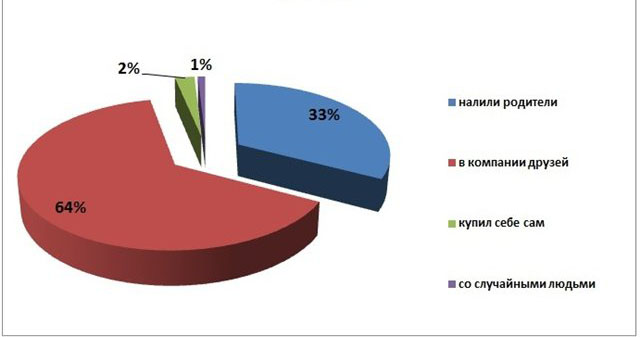 2%
1%
33%
64%
налили родители
в компании друзей
купил себе сам
со случайными людьми